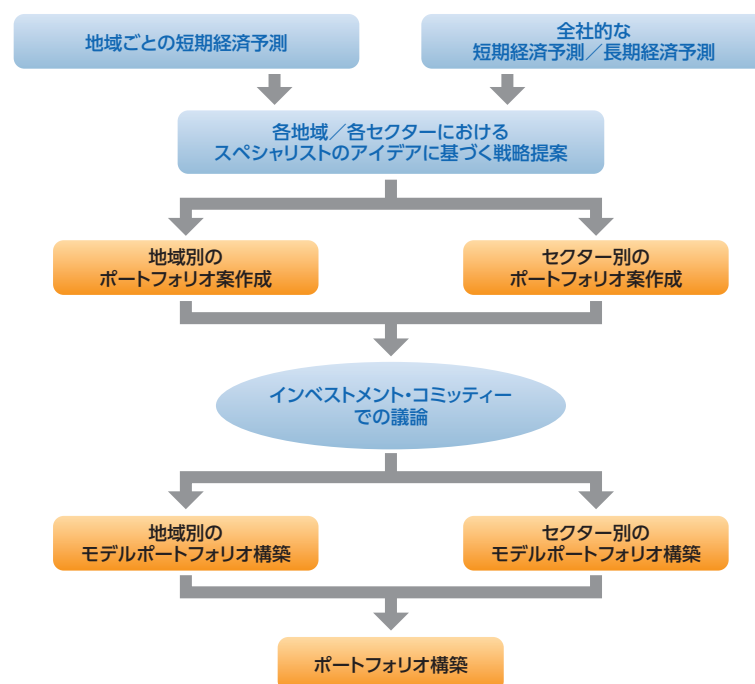 地域ごとの短期経済予測
全社的な
短期経済予測／長期経済予測
各地域／各セクターにおける
スペシャリストのアイデアに基づく戦略提案
地域別の
ポートフォリオ案作成
セクター別の
ポートフォリオ案作成
インベストメント・コミッティー
での議論
地域別の
モデルポートフォリオ構築
セクター別の
モデルポートフォリオ構築
ポートフォリオ構築